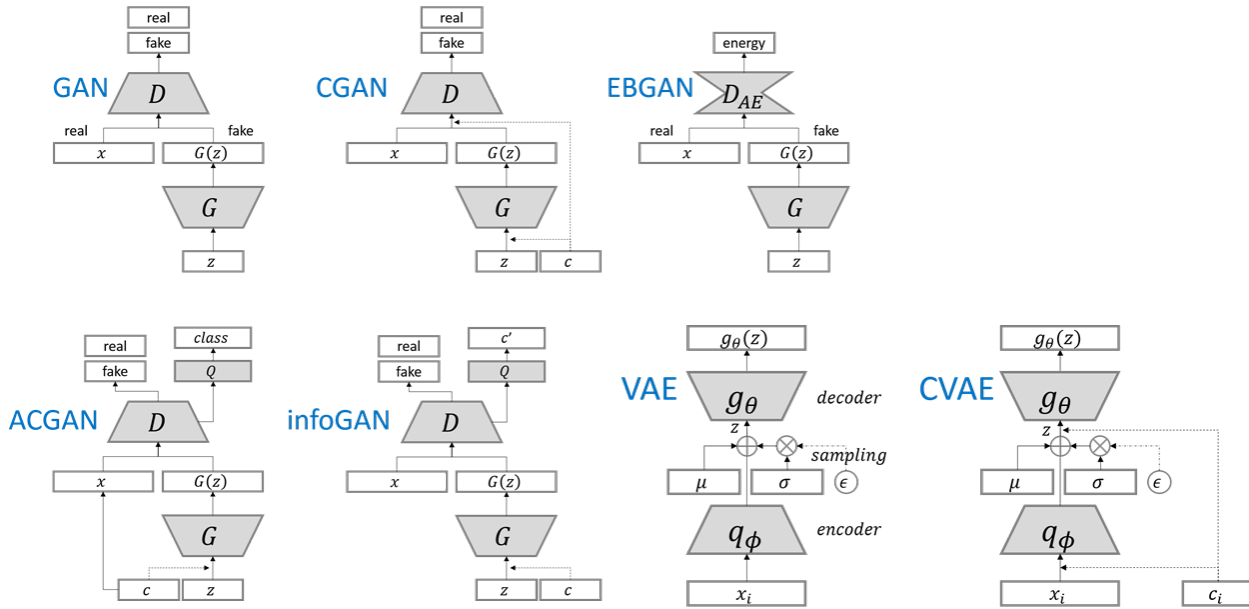 real
fake
GAN
D
real
fake
x
G(z)
G
z
real
fake
CGAN
D
x
G(z)
G
z
c
energy
EBGAN
D_AE
real
fake
x
G(z)
G
z
real
fake
class
Q
ACGAN
D
x
G(z)
G
c
z
real
fake
c'
Q
infoGAN
D
x
G(z)
G
z
c
g_θ(z)
VAE
g_θ
decoder
z
sampling
μ
σ
ϵ
q_ϕ
encoder
x_i
g_θ(z)
CVAE
g_θ
z
μ
σ
ϵ
q_ϕ
x_i
c_i